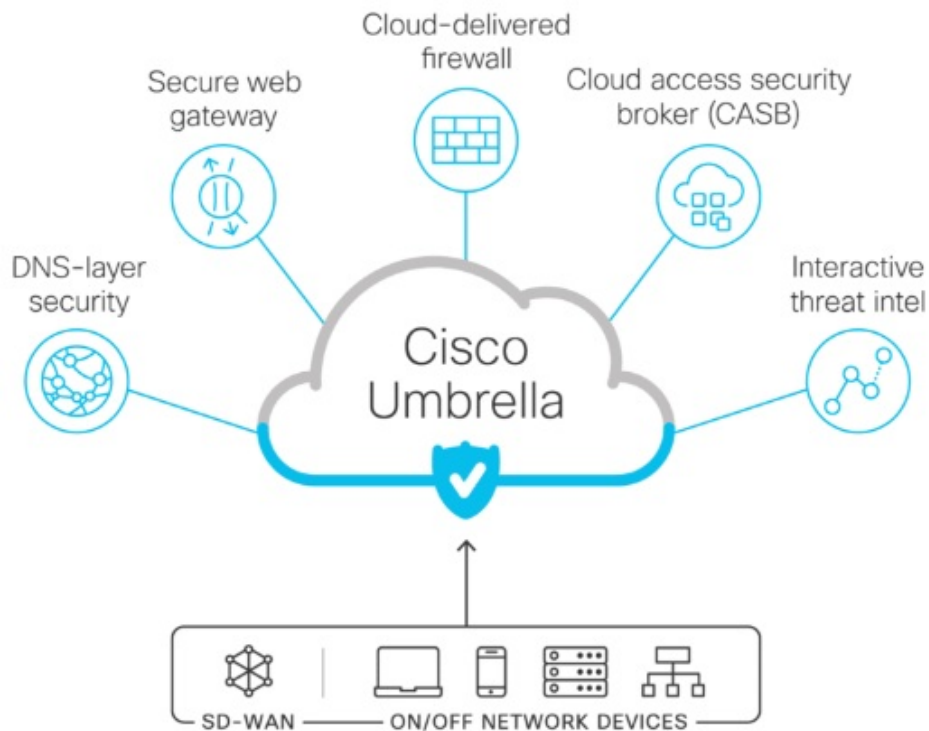 Cloud-delivered
firewall
Secure web
gateway
Cloud access security
broker (CASB)
DNS-layer
security
Interactive
threat intel
Cisco
Umbrella
SD-WAN
ON/OFF NETWORK DEVICES